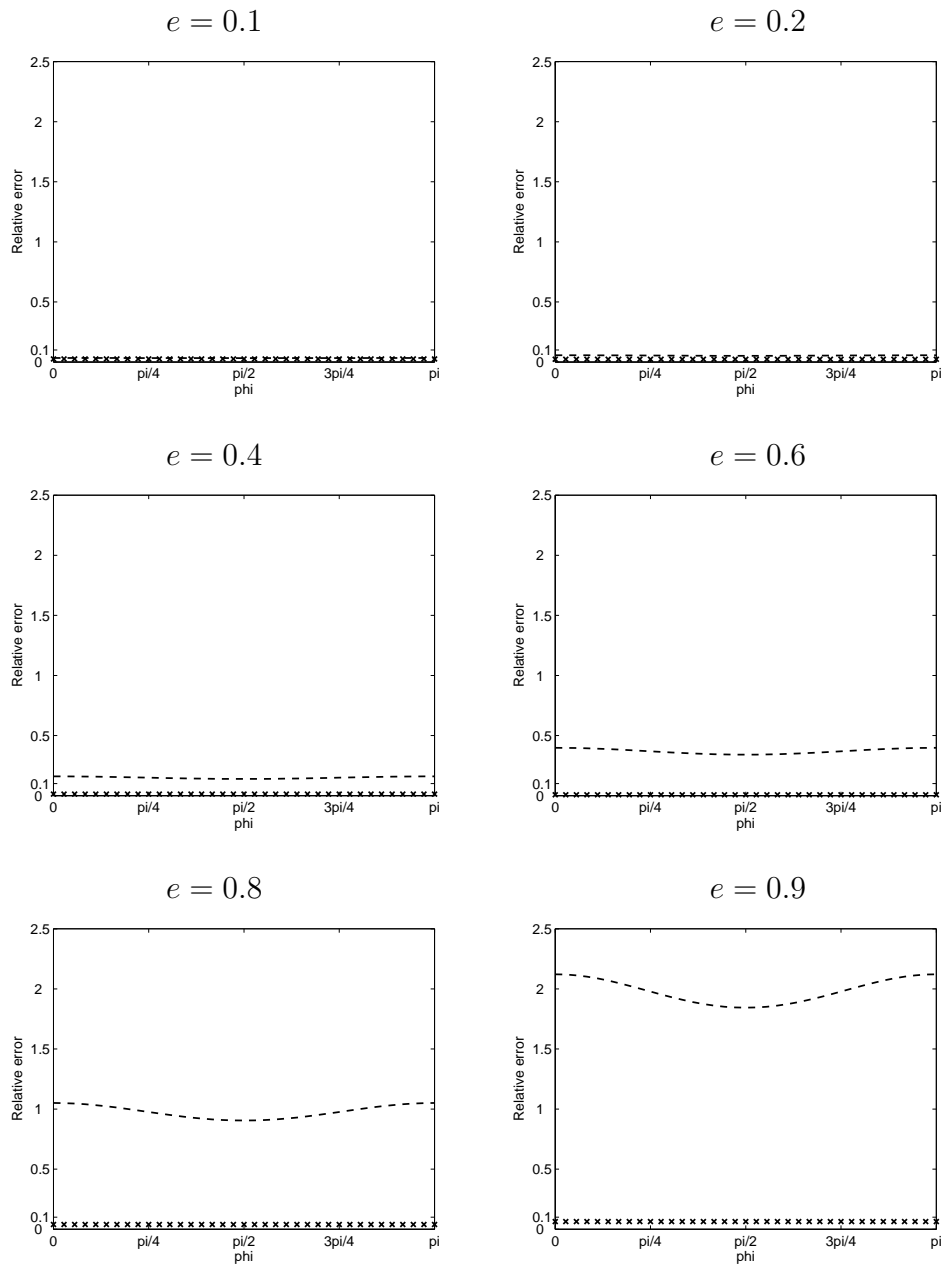 e = 0.1
2.5
2
1.5
1
0.5
0.1
0
Relative error
0 pi/4 pi/2 3pi/4 pi
phi
e = 0.2
2.5
2
1.5
1
0.5
0.1
0
Relative error
0 pi/4 pi/2 3pi/4 pi
phi
e = 0.4
2.5
2
1.5
1
0.5
0.1
0
Relative error
0 pi/4 pi/2 3pi/4 pi
phi
e = 0.6
2.5
2
1.5
1
0.5
0.1
0
Relative error
0 pi/4 pi/2 3pi/4 pi
phi
e = 0.8
2.5
2
1.5
1
0.5
0.1
0
Relative error
0 pi/4 pi/2 3pi/4 pi
phi
e = 0.9
2.5
2
1.5
1
0.5
0.1
0
Relative error
0 pi/4 pi/2 3pi/4 pi
phi